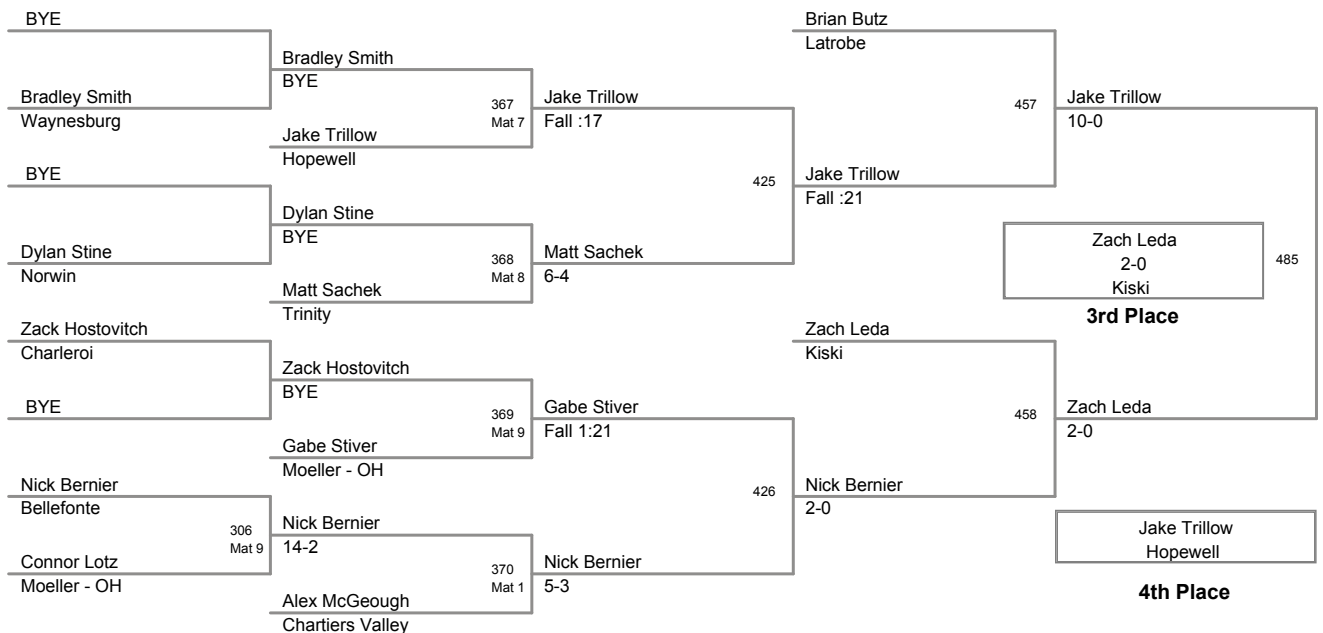 BYE
Bradley Smith
Waynesburg
BYE
Dylan Stine
Norwin
Zack Hostovitch
Charleroi
BYE
Nick Bernier
Bellefonte
306
Mat 9
Connor Lotz
Moeller - OH
Bradley Smith
BYE
367
Mat 7
Jake Trillow
Hopewell
Dylan Stine
BYE
368
Mat 8
Matt Sachek
Trinity
Zack Hostovitch
BYE
369
Mat 9
Gabe Stiver
Moeller - OH
Nick Bernier
14-2
370
Mat 1
Alex McGeough
Chartiers Valley
Jake Trillow
Fall :17
425
Matt Sachek
6-4
Gabe Stiver
Fall 1:21
426
Nick Bernier
5-3
Brian Butz
Latrobe
457
Jake Trillow
Fall :21
Zach Leda
Kiski
458
Nick Bernier
2-0
Jake Trillow
10-0
Zach Leda
2-0
Kiski
485
3rd Place
Zach Leda
2-0
Jake Trillow
Hopewell
4th Place